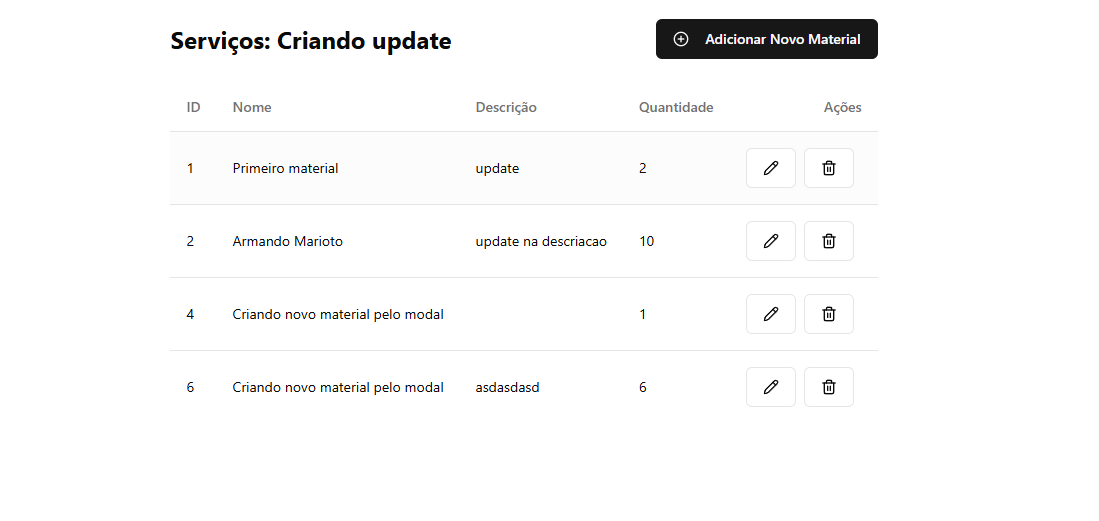 Serviços: Criando update
Adicionar Novo Material
ID Nome Descrição Quantidade Ações
1 Primeiro material update 2
2 Armando Marioto update na descriacao 10
4 Criando novo material pelo modal 1
6 Criando novo material pelo modal asdasdasd 6